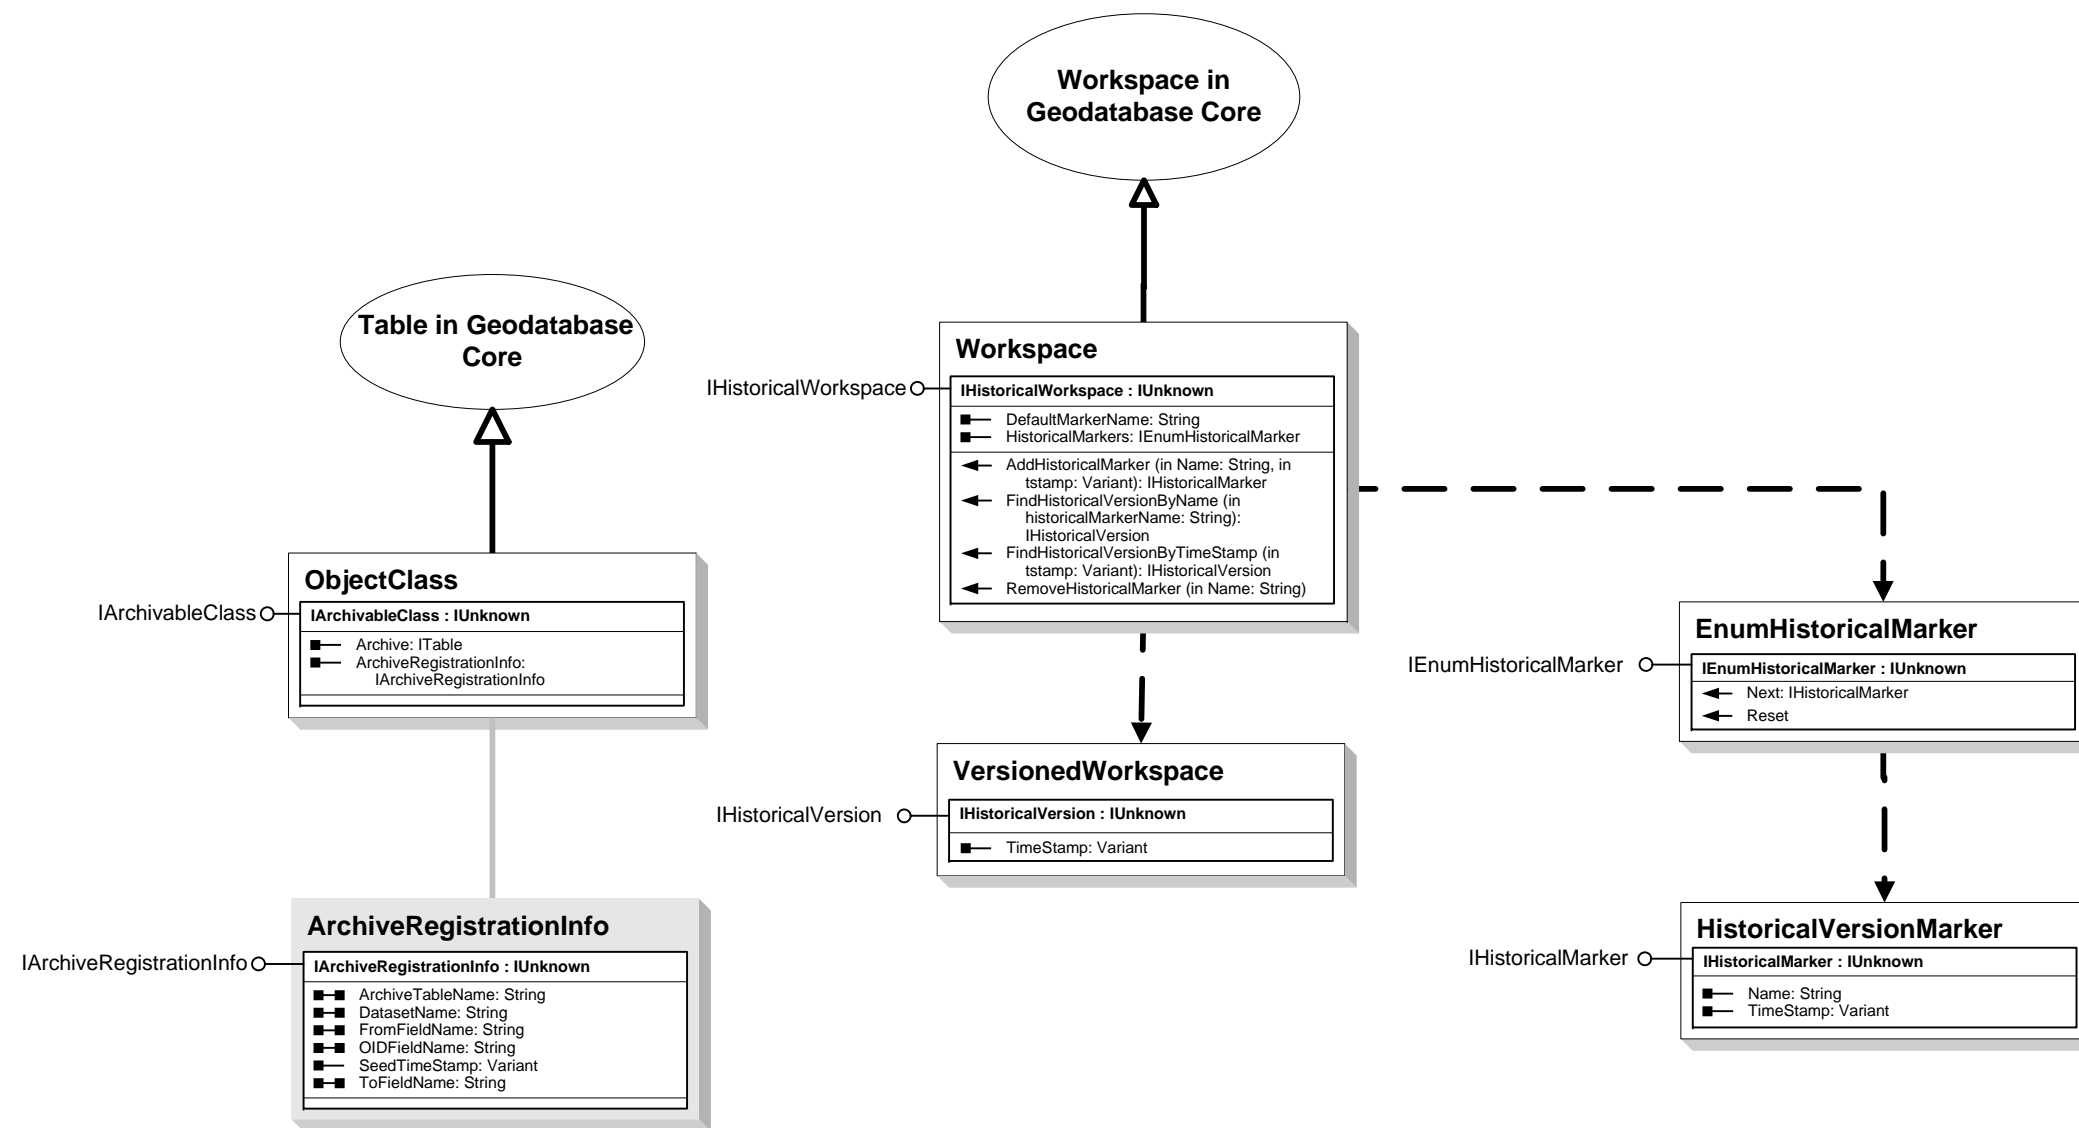 Workspace in
Geodatabase Core
Table in Geodatabase
Core
Workspace
IHistoricalWorkspace
IHistoricalWorkspace : IUnknown
DefaultMarkerName: String
HistoricalMarkers: IEnumHistoricalMarker
AddHistoricalMarker (in Name: String, in
tstamp: Variant): IHistoricalMarker
FindHistoricalVersionByName (in
historicalMarkerName: String):
IHistoricalVersion
FindHistoricalVersionByTimeStamp (in
tstamp: Variant): IHistoricalVersion
RemoveHistoricalMarker (in Name: String)
ObjectClass
IArchivableClass
IArchivableClass : IUnknown
Archive: ITable
ArchiveRegistrationInfo:
IArchiveRegistrationInfo
EnumHistoricalMarker
IEnumHistoricalMarker
IEnumHistoricalMarker : IUnknown
Next: IHistoricalMarker
Reset
VersionedWorkspace
IHistoricalVersion
IHistoricalVersion : IUnknown
TimeStamp: Variant
ArchiveRegistrationInfo
IArchiveRegistrationInfo
IArchiveRegistrationInfo : IUnknown
ArchiveTableName: String
DatasetName: String
FromFieldName: String
OIDFieldName: String
SeedTimeStamp: Variant
ToFieldName: String
HistoricalVersionMarker
IHistoricalMarker
IHistoricalMarker : IUnknown
Name: String
TimeStamp: Variant